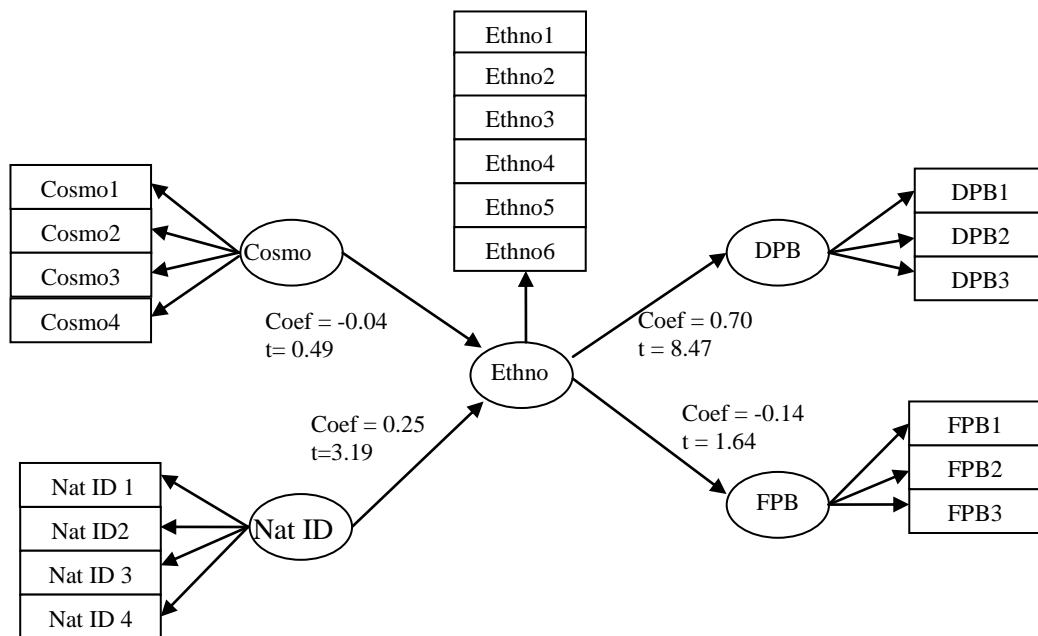 Ethno1
Ethno2
Ethno3
Ethno4
Ethno5
Ethno6
Cosmo1
Cosmo2
Cosmo3
Cosmo4
Cosmo
DPB
DPB1
DPB2
DPB3
Coef = -0.04
t= 0.49
Coef = 0.70
t = 8.47
Ethno
Coef = 0.25
t=3.19
Coef = -0.14
t = 1.64
Nat ID 1
Nat ID2
Nat ID 3
Nat ID 4
Nat ID
FPB
FPB1
FPB2
FPB3